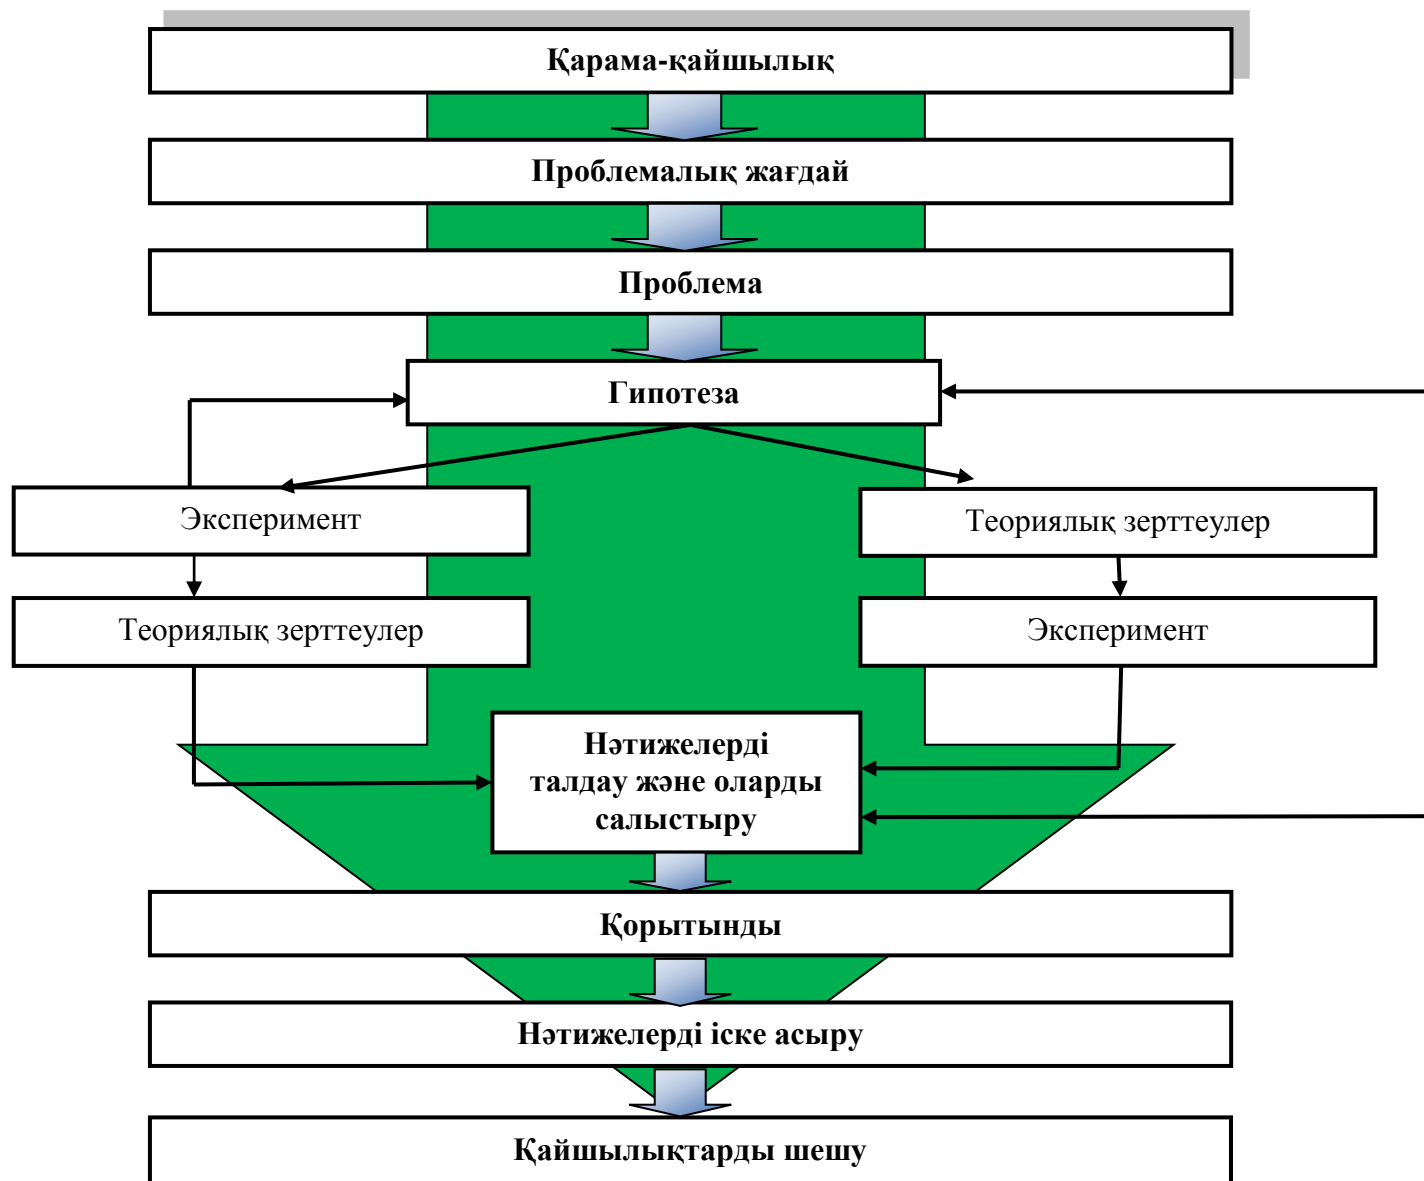 Қарама-қайшылық
Проблемалық жағдай
Проблема
Гипотеза
Эксперимент
Теориялық зерттеулер
Теориялық зерттеулер
Эксперимент
Нәтижелерді
талдау және оларды
салыстыру
Қорытынды
Нәтижелерді іске асыру
Қайшылықтарды шешу